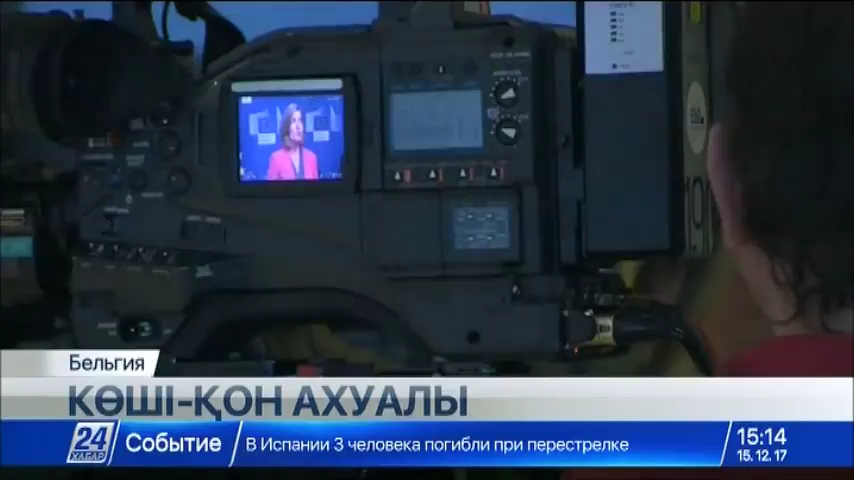 Бельгия
КӨШІ-ҚОН АХУАЛЫ
24
ХАБАР
Событие
В Испании 3 человека погибли при перестрелке
15:14
15.12.17